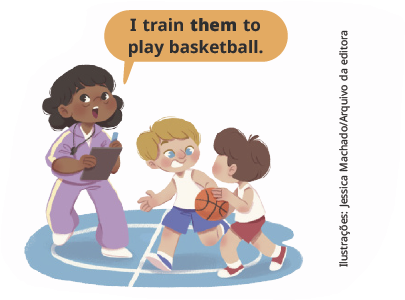 I train them to
play basketball.
Ilustrações: Jessica Machado/Arquivo da editora